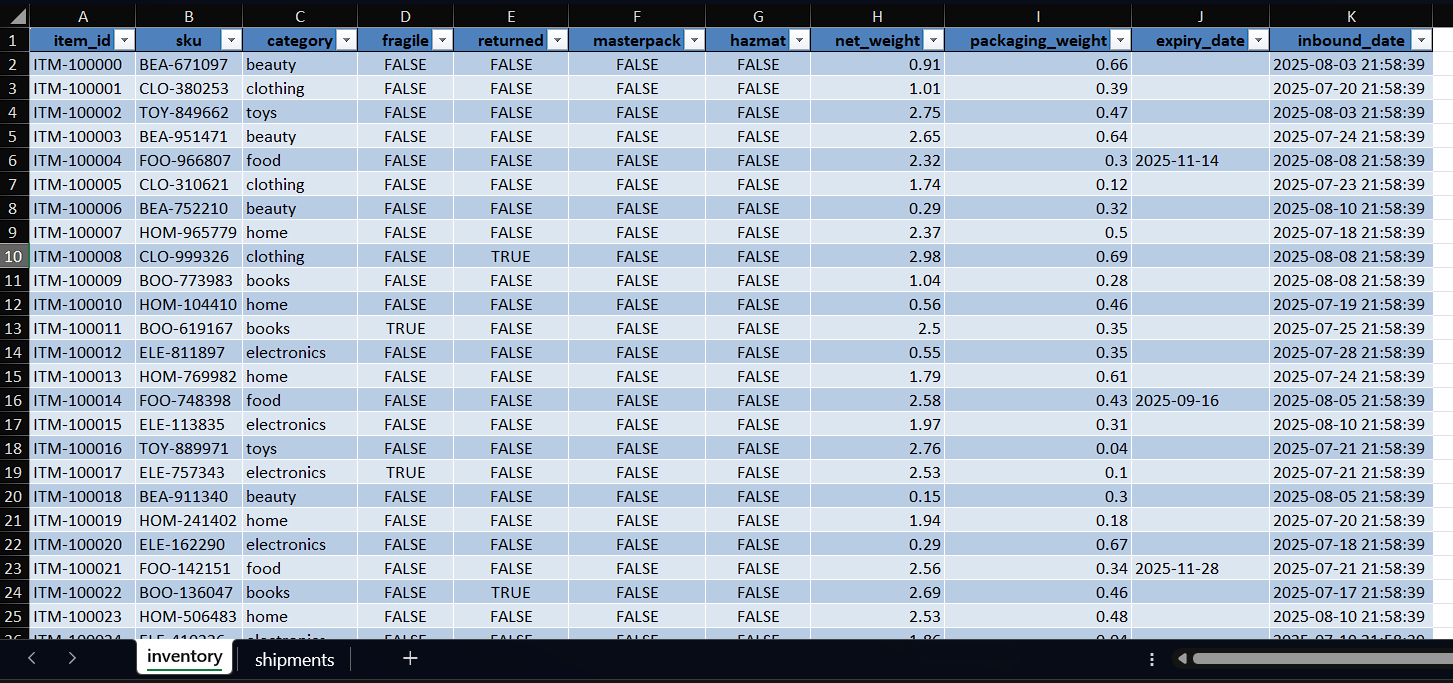 A B C D E F G H I J K
1 item_id sku category fragile returned masterpack hazmat net_weight packaging_weight expiry_date inbound_date
2 ITM-100000 BEA-671097 beauty FALSE FALSE FALSE FALSE 0.91 0.66 2025-08-03 21:58:39
3 ITM-100001 CLO-380253 clothing FALSE FALSE FALSE FALSE 1.01 0.39 2025-07-20 21:58:39
4 ITM-100002 TOY-849662 toys FALSE FALSE FALSE FALSE 2.75 0.47 2025-08-03 21:58:39
5 ITM-100003 BEA-951471 beauty FALSE FALSE FALSE FALSE 2.65 0.64 2025-07-24 21:58:39
6 ITM-100004 FOO-966807 food FALSE FALSE FALSE FALSE 2.32 0.3 2025-11-14 2025-08-08 21:58:39
7 ITM-100005 CLO-310621 clothing FALSE FALSE FALSE FALSE 1.74 0.12 2025-07-23 21:58:39
8 ITM-100006 BEA-752210 beauty FALSE FALSE FALSE FALSE 0.29 0.32 2025-08-10 21:58:39
9 ITM-100007 HOM-965779 home FALSE FALSE FALSE FALSE 2.37 0.5 2025-07-18 21:58:39
10 ITM-100008 CLO-999326 clothing FALSE TRUE FALSE FALSE 2.98 0.69 2025-08-08 21:58:39
11 ITM-100009 BOO-773983 books FALSE FALSE FALSE FALSE 1.04 0.28 2025-08-08 21:58:39
12 ITM-100010 HOM-104410 home FALSE FALSE FALSE FALSE 0.56 0.46 2025-07-19 21:58:39
13 ITM-100011 BOO-619167 books TRUE FALSE FALSE FALSE 2.5 0.35 2025-07-25 21:58:39
14 ITM-100012 ELE-811897 electronics FALSE FALSE FALSE FALSE 0.55 0.35 2025-07-28 21:58:39
15 ITM-100013 HOM-769982 home FALSE FALSE FALSE FALSE 1.79 0.61 2025-07-24 21:58:39
16 ITM-100014 FOO-748398 food FALSE FALSE FALSE FALSE 2.58 0.43 2025-09-16 2025-08-05 21:58:39
17 ITM-100015 ELE-113835 electronics FALSE FALSE FALSE FALSE 1.97 0.31 2025-08-10 21:58:39
18 ITM-100016 TOY-889971 toys FALSE FALSE FALSE FALSE 2.76 0.04 2025-07-21 21:58:39
19 ITM-100017 ELE-757343 electronics TRUE FALSE FALSE FALSE 2.53 0.1 2025-07-21 21:58:39
20 ITM-100018 BEA-911340 beauty FALSE FALSE FALSE FALSE 0.15 0.3 2025-08-05 21:58:39
21 ITM-100019 HOM-241402 home FALSE FALSE FALSE FALSE 1.94 0.18 2025-07-20 21:58:39
22 ITM-100020 ELE-162290 electronics FALSE FALSE FALSE FALSE 0.29 0.67 2025-07-18 21:58:39
23 ITM-100021 FOO-142151 food FALSE FALSE FALSE FALSE 2.56 0.34 2025-11-28 2025-07-21 21:58:39
24 ITM-100022 BOO-136047 books FALSE TRUE FALSE FALSE 2.69 0.46 2025-07-17 21:58:39
25 ITM-100023 HOM-506483 home FALSE FALSE FALSE FALSE 2.53 0.48 2025-08-10 21:58:39
inventory shipments